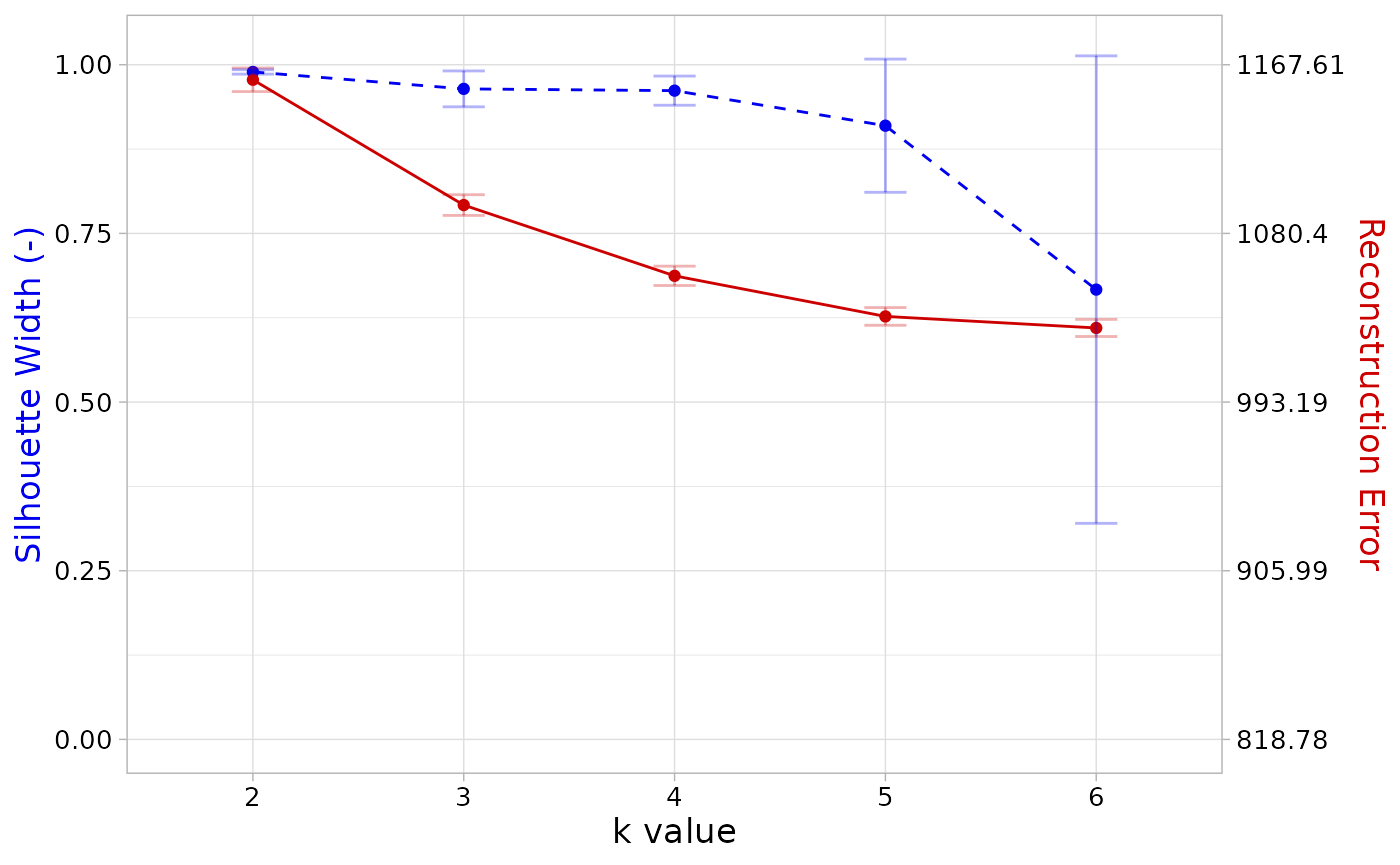 Silhouette Width (-)
1.00
0.75
0.50
0.25
0.00
1167.61
1080.4
993.19
905.99
818.78
Reconstruction Error
2 3 4 5 6
k value